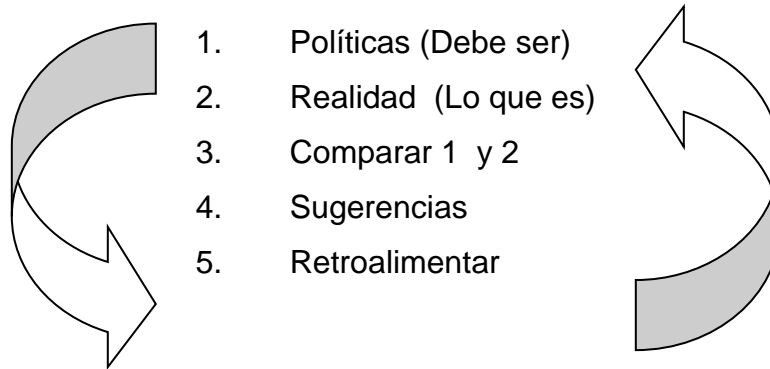 1. Políticas (Debe ser)
2. Realidad (Lo que es)
3. Comparar 1 y 2
4. Sugerencias
5. Retroalimentar